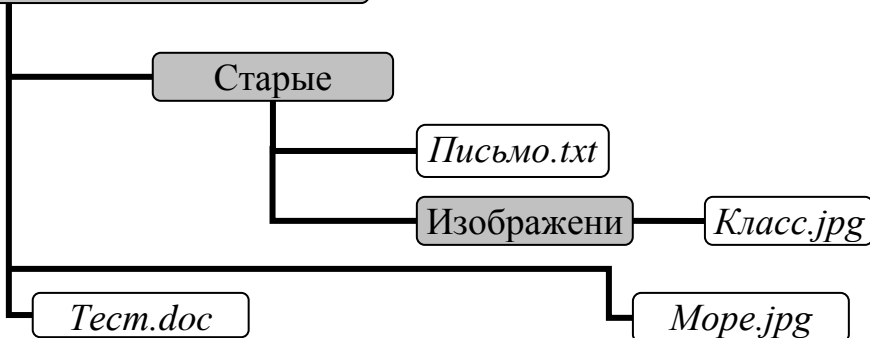 Старые
Письмо.txt
Изображени
Класс.jpg
Тест.doc
Море.jpg